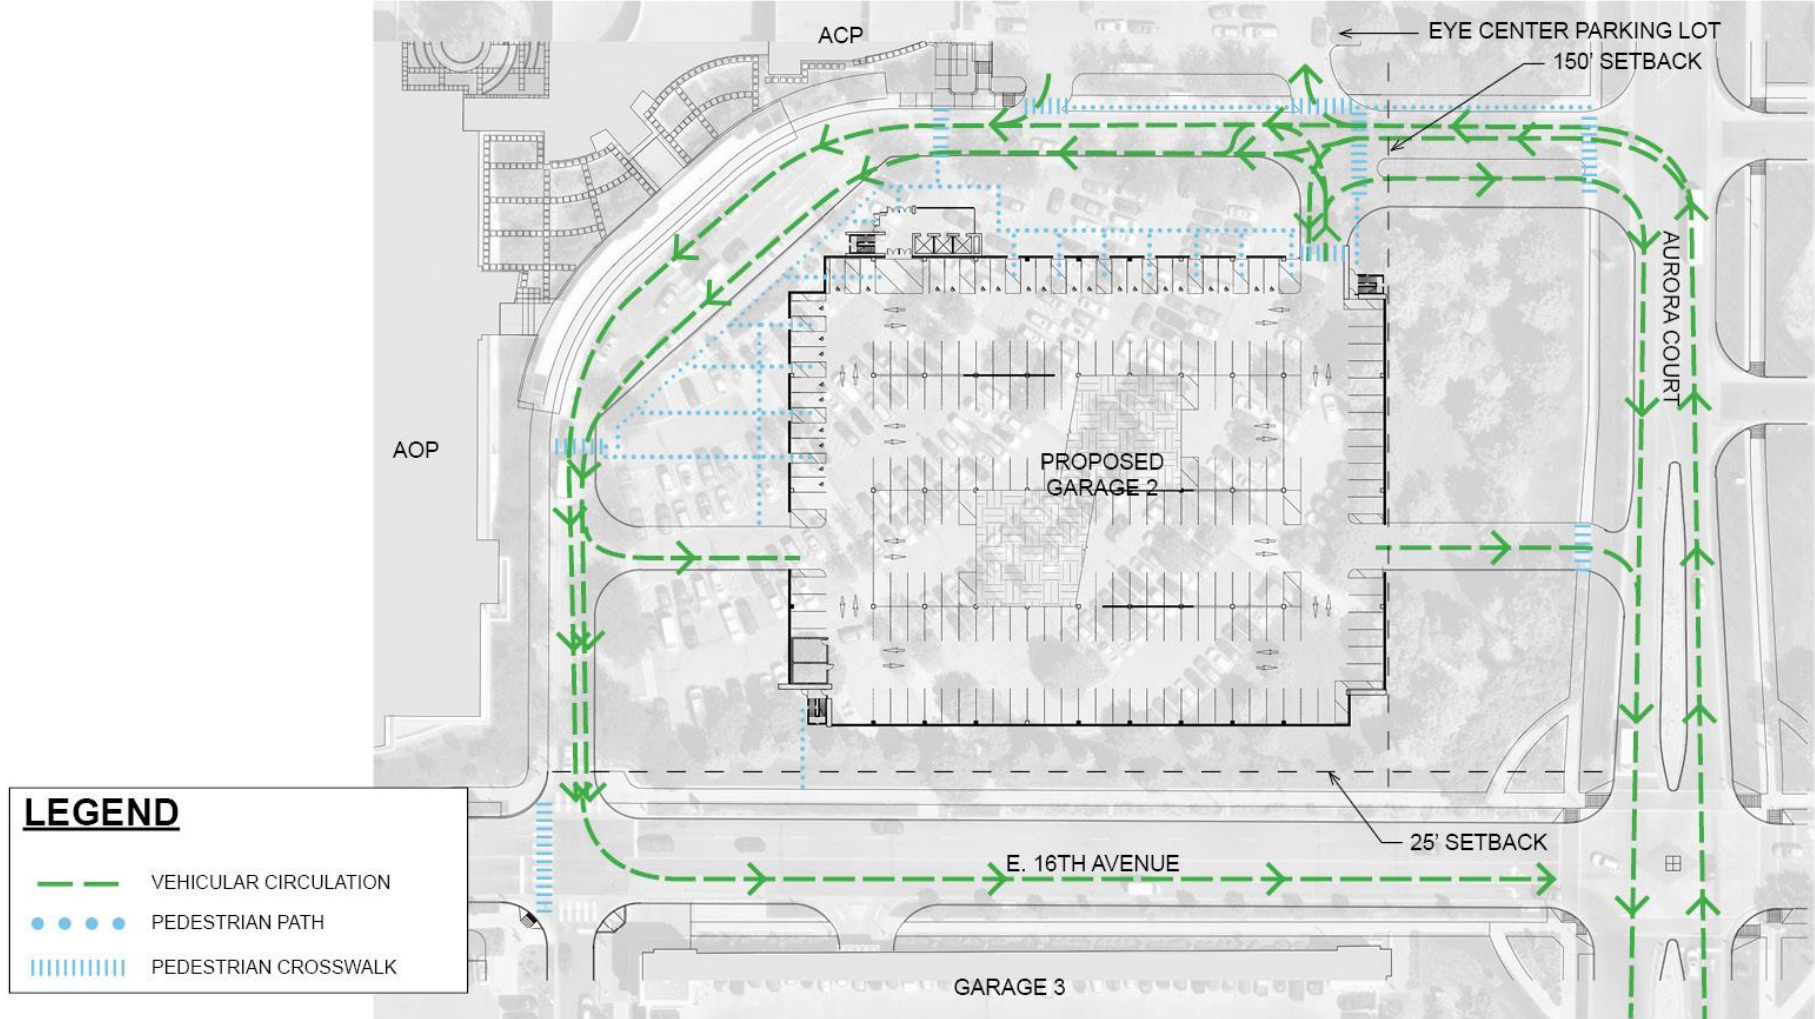 ACP
EYE CENTER PARKING LOT
150' SETBACK
AURORA COURT
AOP
PROPOSED
GARAGE 2
25' SETBACK
E. 16TH AVENUE
GARAGE 3
LEGEND
VEHICULAR CIRCULATION
PEDESTRIAN PATH
PEDESTRIAN CROSSWALK